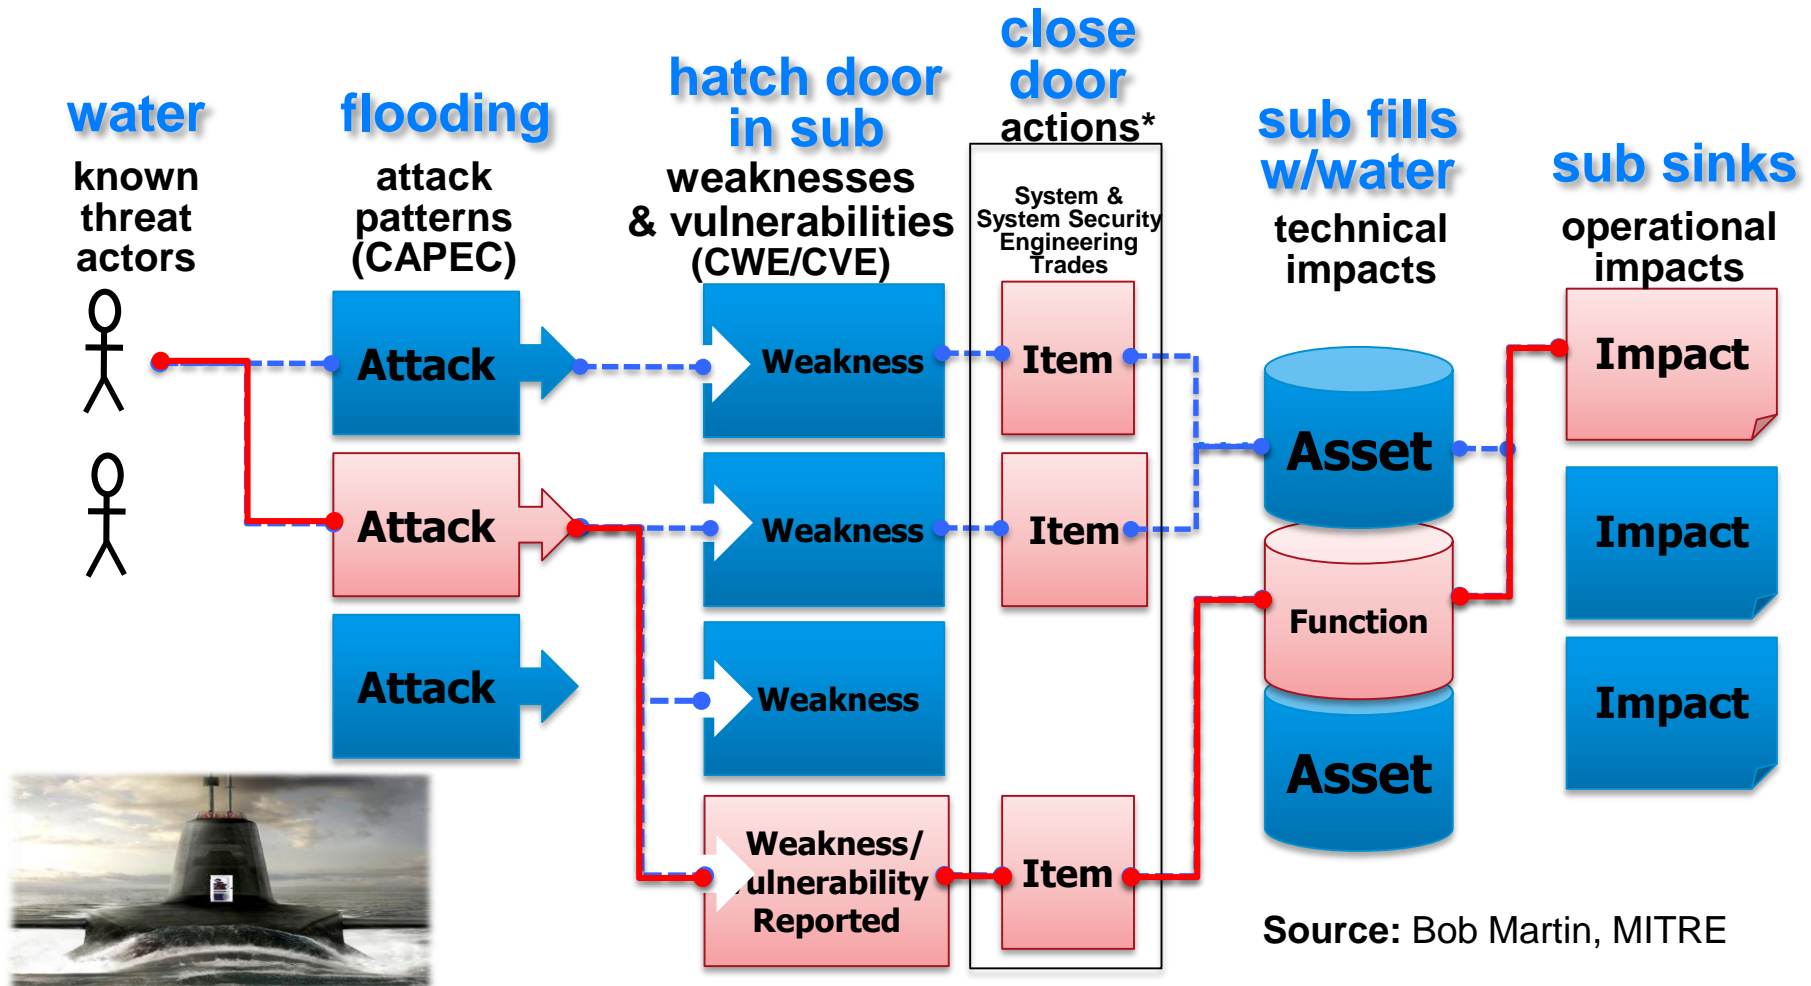 water
known
threat
actors
flooding
attack
patterns
(CAPEC)
hatch door
in sub
weaknesses
& vulnerabilities
(CWE/CVE)
close
door
actions*
System &
System Security
Engineering
Trades
sub fills
w/water
technical
impacts
sub sinks
operational
impacts
Attack
Attack
Attack
Weakness
Weakness
Weakness
Weakness/
Vulnerability
Reported
Item
Item
Item
Asset
Function
Asset
Impact
Impact
Impact
Source: Bob Martin, MITRE